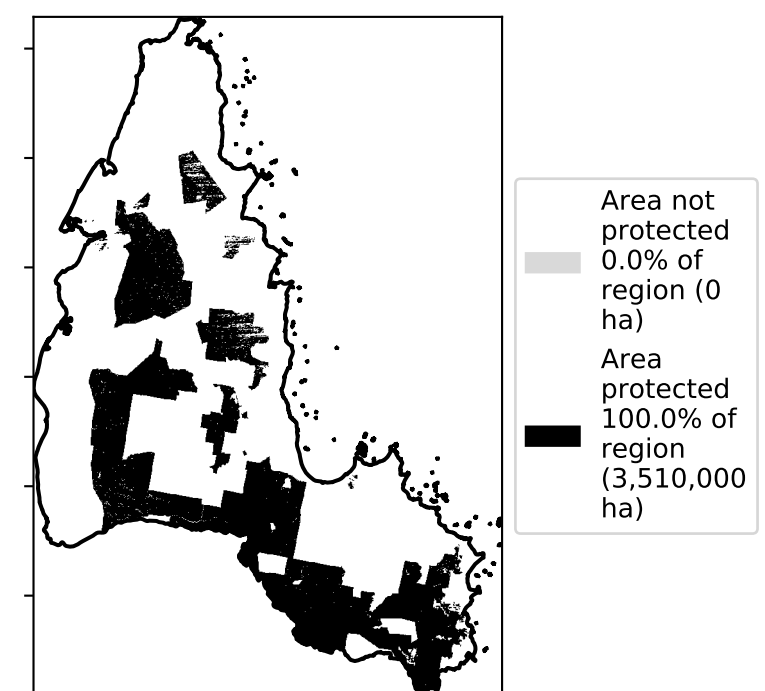 Area not
protected
0.0% of
region (0
ha)
Area
protected
100.0% of
region
(3,510,000
ha)